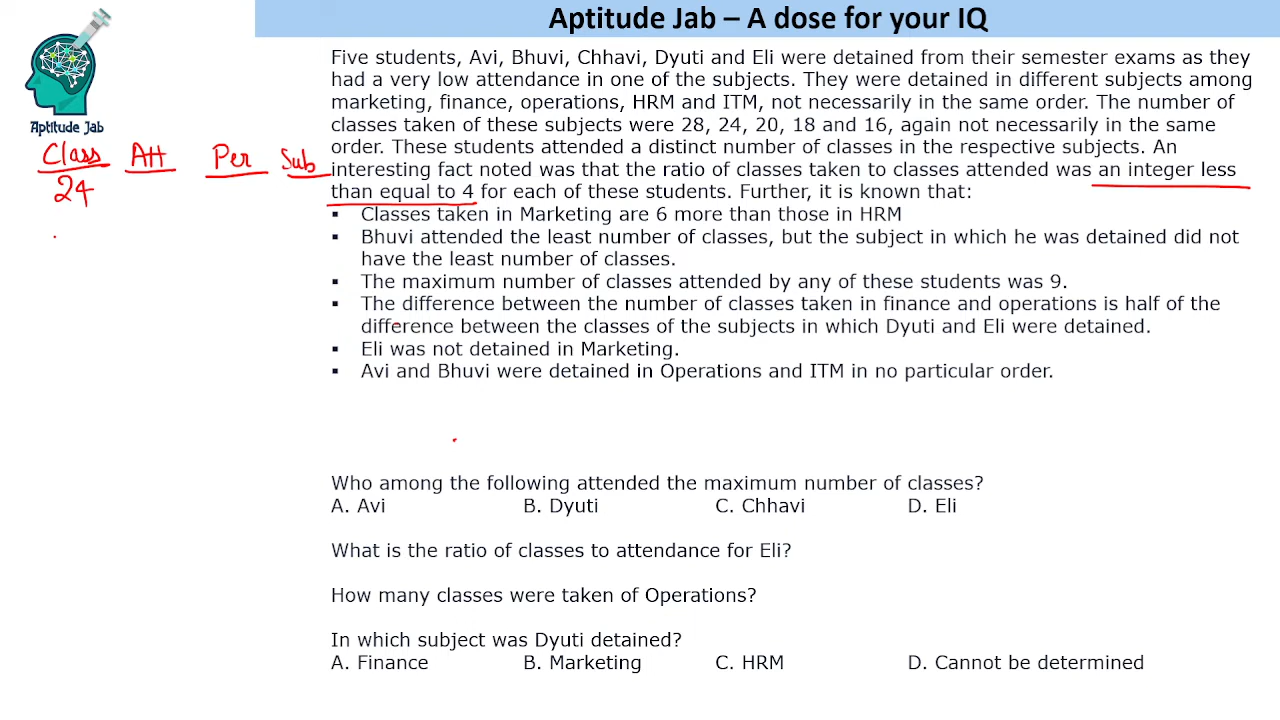 Aptitude Jab – A dose for your IQ
Aptitude Jab
Class Att Per Sub
24
Five students, Avi, Bhuvi, Chhavi, Dyuti and Eli were detained from their semester exams as they
had a very low attendance in one of the subjects. They were detained in different subjects among
marketing, finance, operations, HRM and ITM, not necessarily in the same order. The number of
classes taken of these subjects were 28, 24, 20, 18 and 16, again not necessarily in the same
order. These students attended a distinct number of classes in the respective subjects. An
interesting fact noted was that the ratio of classes taken to classes attended was an integer less
than equal to 4 for each of these students. Further, it is known that:
▪ Classes taken in Marketing are 6 more than those in HRM
▪ Bhuvi attended the least number of classes, but the subject in which he was detained did not
have the least number of classes.
▪ The maximum number of classes attended by any of these students was 9.
▪ The difference between the number of classes taken in finance and operations is half of the
difference between the classes of the subjects in which Dyuti and Eli were detained.
▪ Eli was not detained in Marketing.
▪ Avi and Bhuvi were detained in Operations and ITM in no particular order.
Who among the following attended the maximum number of classes?
A. Avi B. Dyuti C. Chhavi D. Eli
What is the ratio of classes to attendance for Eli?
How many classes were taken of Operations?
In which subject was Dyuti detained?
A. Finance B. Marketing C. HRM D. Cannot be determined